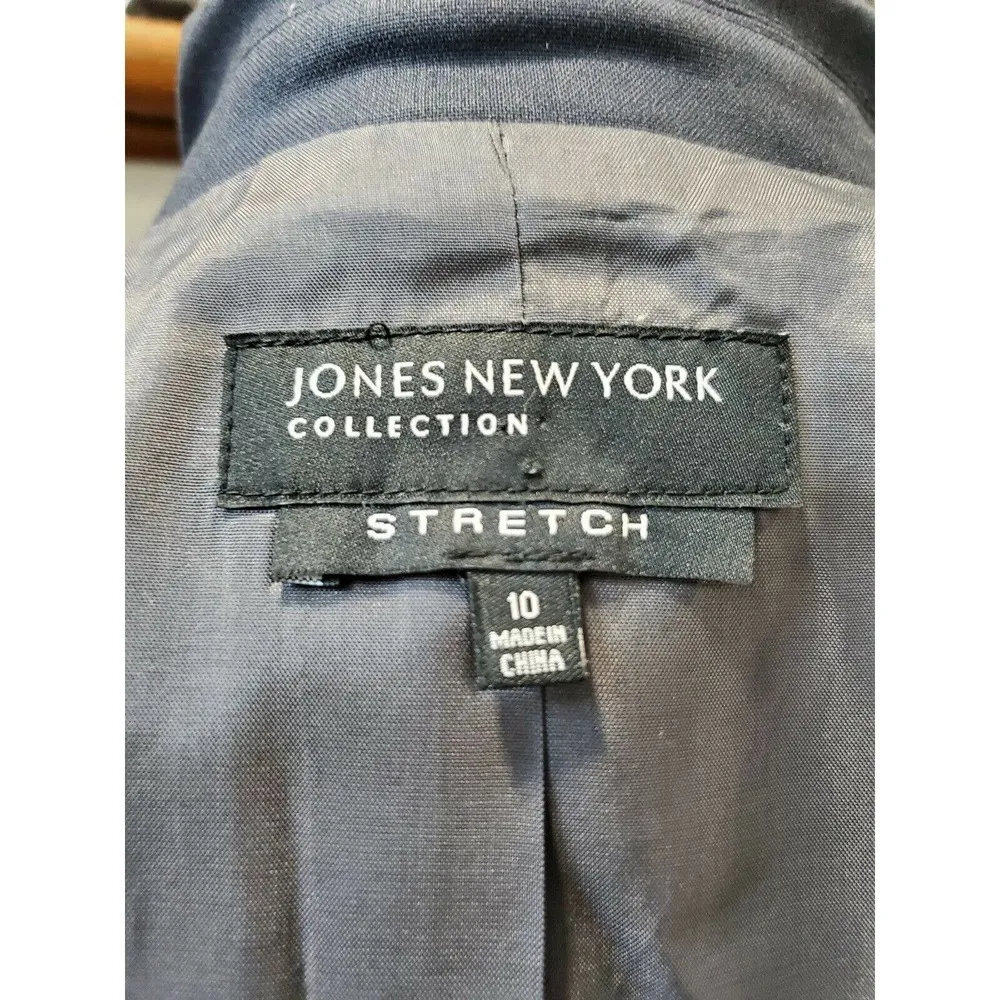 JONES NEW YORK
COLLECTION
STRETCH
10
MADE IN
CHINA